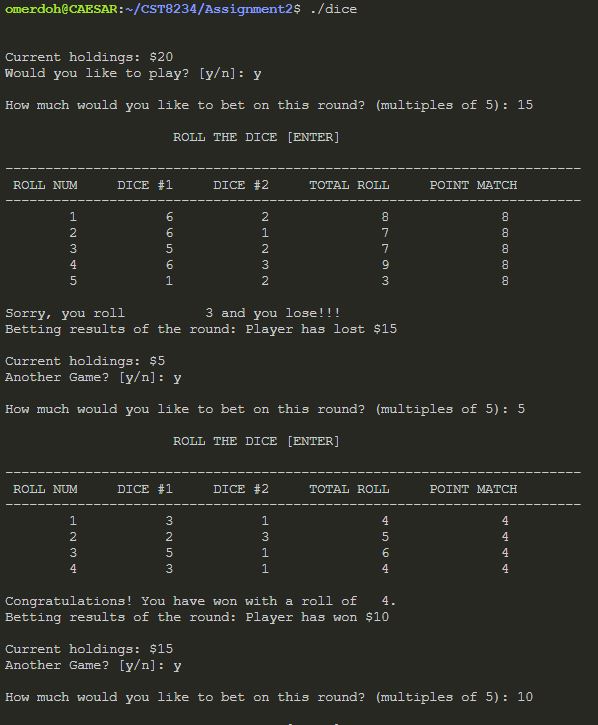 omerdoh@CAESAR:~/CST8234/Assignment2$ ./dice
Current holdings: $20
Would you like to play? [y/n]: y
How much would you like to bet on this round? (multiples of 5): 15
ROLL THE DICE [ENTER]
ROLL NUM DICE #1 DICE #2 TOTAL ROLL POINT MATCH
1 6 2 8 8
2 6 1 7 8
3 5 2 7 8
4 6 3 9 8
5 1 2 3 8
Sorry, you roll 3 and you lose!!!
Betting results of the round: Player has lost $15
Current holdings: $5
Another Game? [y/n]: y
How much would you like to bet on this round? (multiples of 5): 5
ROLL THE DICE [ENTER]
ROLL NUM DICE #1 DICE #2 TOTAL ROLL POINT MATCH
1 3 1 4 4
2 2 3 5 4
3 5 1 6 4
4 3 1 4 4
Congratulations! You have won with a roll of 4.
Betting results of the round: Player has won $10
Current holdings: $15
Another Game? [y/n]: y
How much would you like to bet on this round? (multiples of 5): 10